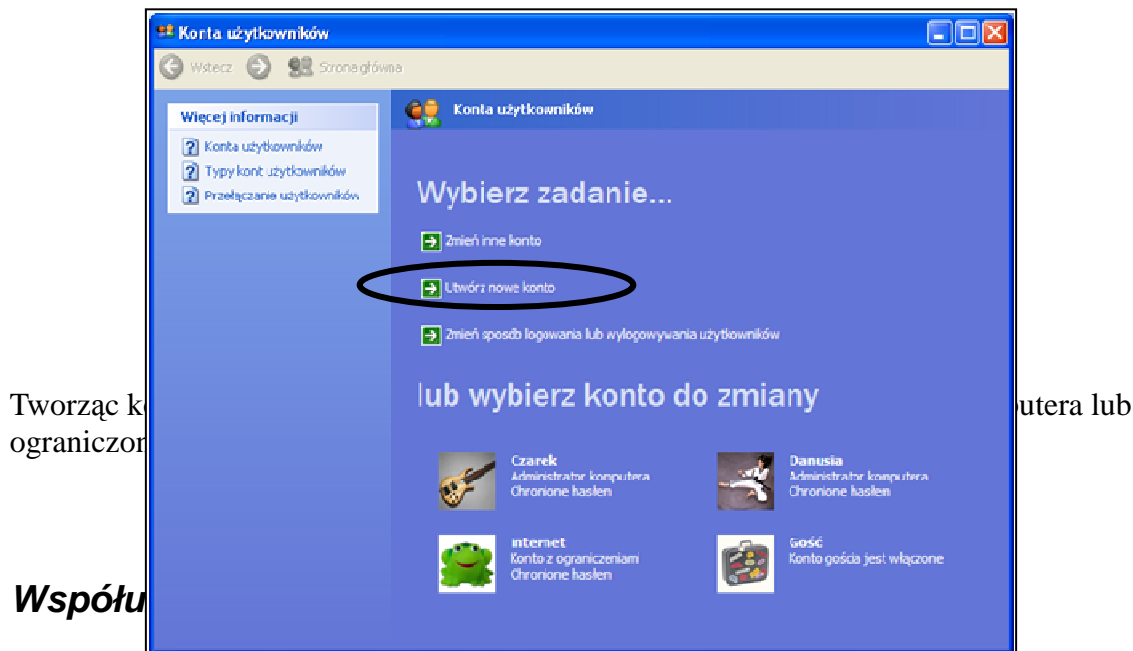 Konta użytkowników
Wstecz Strona główna
Więcej informacji
Konta użytkowników
Typy kont użytkowników
Przełączanie użytkowników
Konta użytkowników
Wybierz zadanie...
Zmień inne konto
Utwórz nowe konto
Zmień sposób logowania lub wylogowywania użytkowników
lub wybierz konto do zmiany
Czarek
Administrator komputera
Chronione hasłem
Danusia
Administrator komputera
Chronione hasłem
internet
Konto z ograniczeniami
Chronione hasłem
Gość
Konto gościa jest włączone
Tworząc k utera lub
ograniczon
Współu